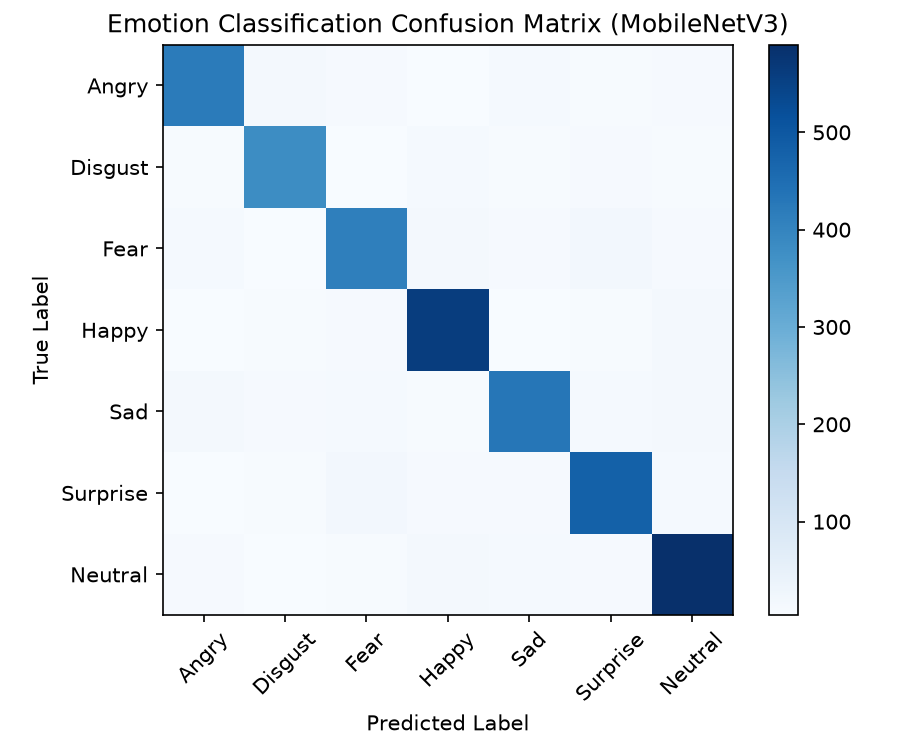 Emotion Classification Confusion Matrix (MobileNetV3)
True Label
Angry
Disgust
Fear
Happy
Sad
Surprise
Neutral
Angry
Disgust
Fear
Happy
Sad
Surprise
Neutral
Predicted Label
500
400
300
200
100